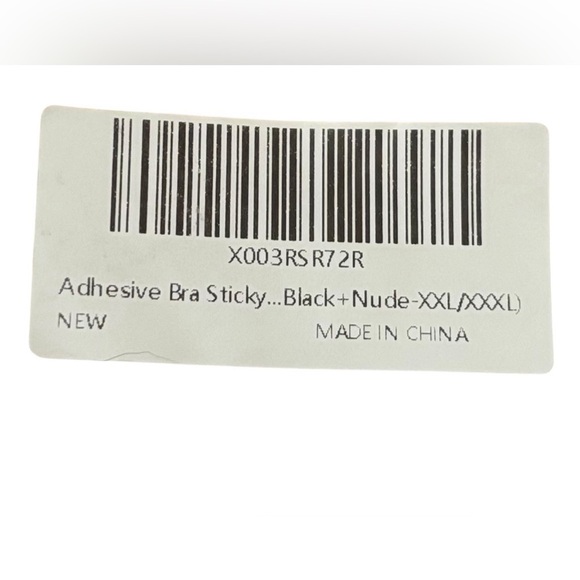 X003RSR72R
Adhesive Bra Sticky...Black+Nude-XXL/XXXL)
NEW MADE IN CHINA